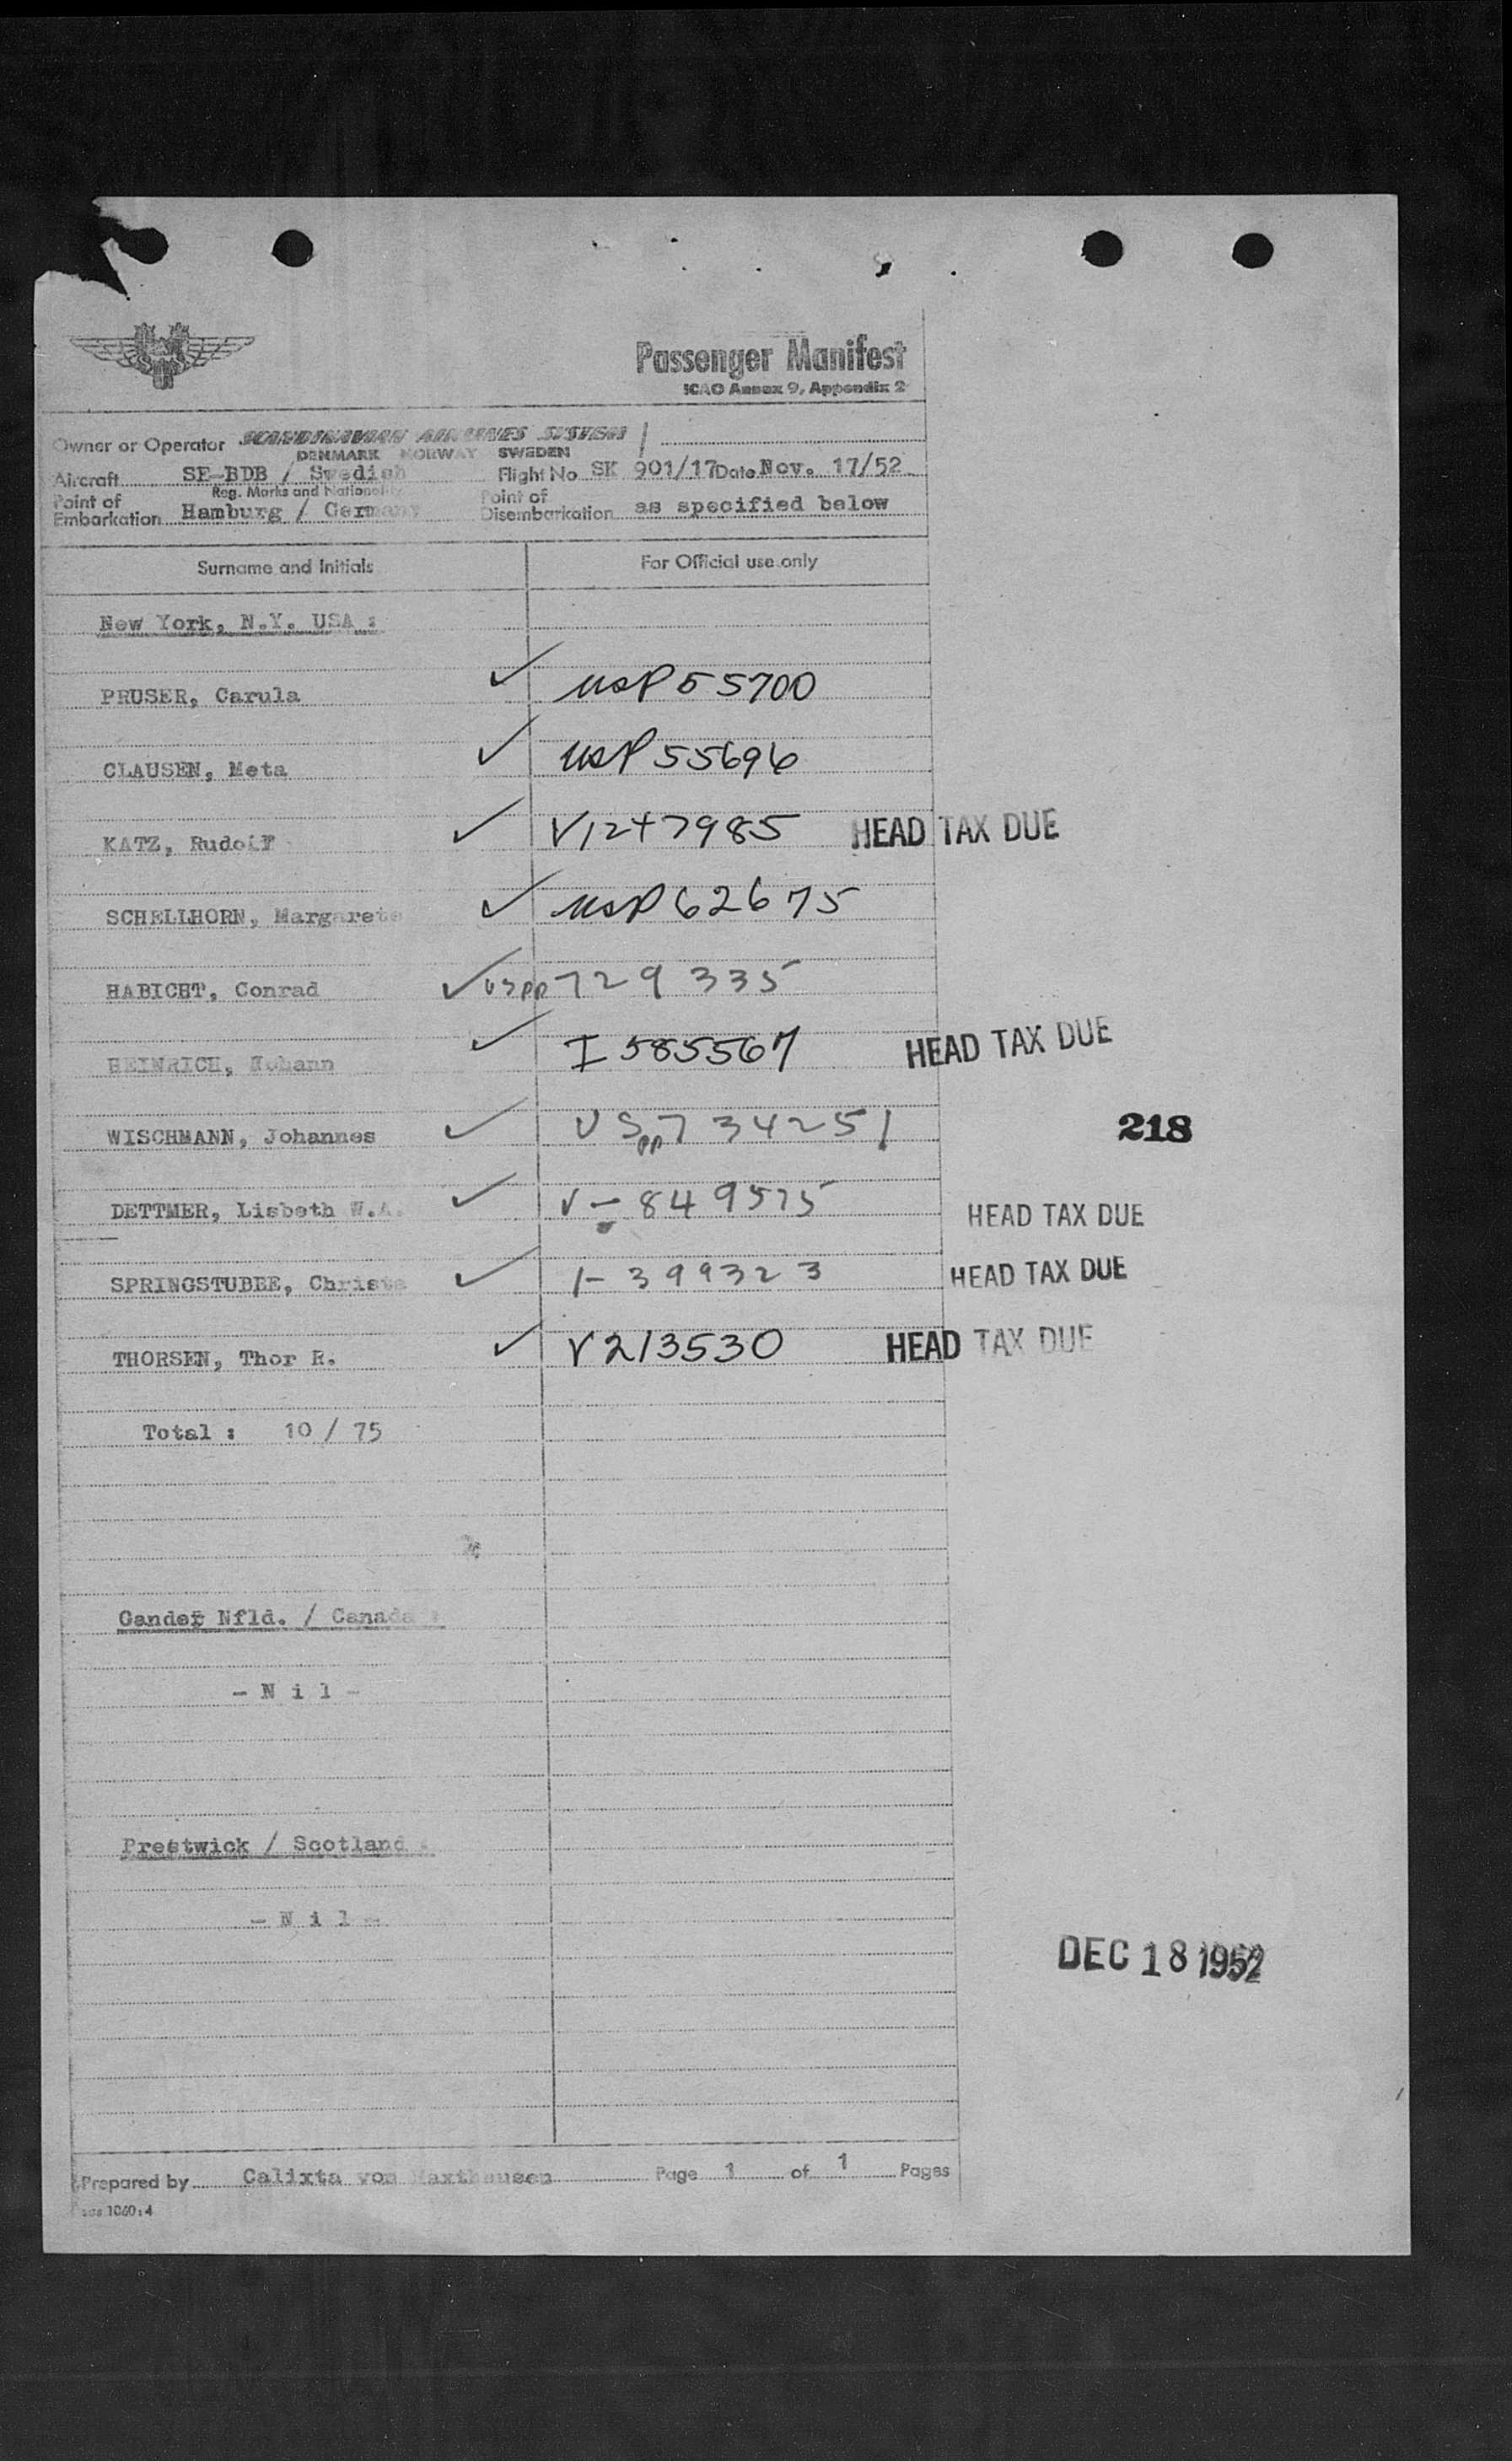 Passenger Manifest
ICAO Annex 9, Appendix 2
Owner or Operator SCANDINAVIAN AIRLINES SYSTEM
DENMARK NORWAY SWEDEN
Aircraft SE-BDB / Swedish Flight No. SK 901/17 Date Nov. 17/52
Reg. Marks and Nationality
Point of Embarkation Hamburg / Germany Point of Disembarkation as specified below
Surname and Initials For Official use only
New York, N.Y. USA :
PRUSER, Carula ✓ USP 55700
CLAUSEN, Meta ✓ USP 55696
KATZ, Rudolf ✓ V1247985 HEAD TAX DUE
SCHELLHORN, Margarete ✓ USP 62675
HABICHT, Conrad ✓ USPP 729335
HEINRICH, Johann ✓ I 585567 HEAD TAX DUE
WISCHMANN, Johannes ✓ USPP 734251 218
DETTMER, Lisbeth W.A. ✓ V-849575 HEAD TAX DUE
SPRINGSTUBEE, Christa ✓ I-399323 HEAD TAX DUE
THORSEN, Thor R. ✓ V213530 HEAD TAX DUE
Total : 10 / 75
Gander Nfld. / Canada :
- N i l -
Prestwick / Scotland :
- N i l -
DEC 18 1952
Prepared by Calixta von Page 1 of 1 Pages
1060:4